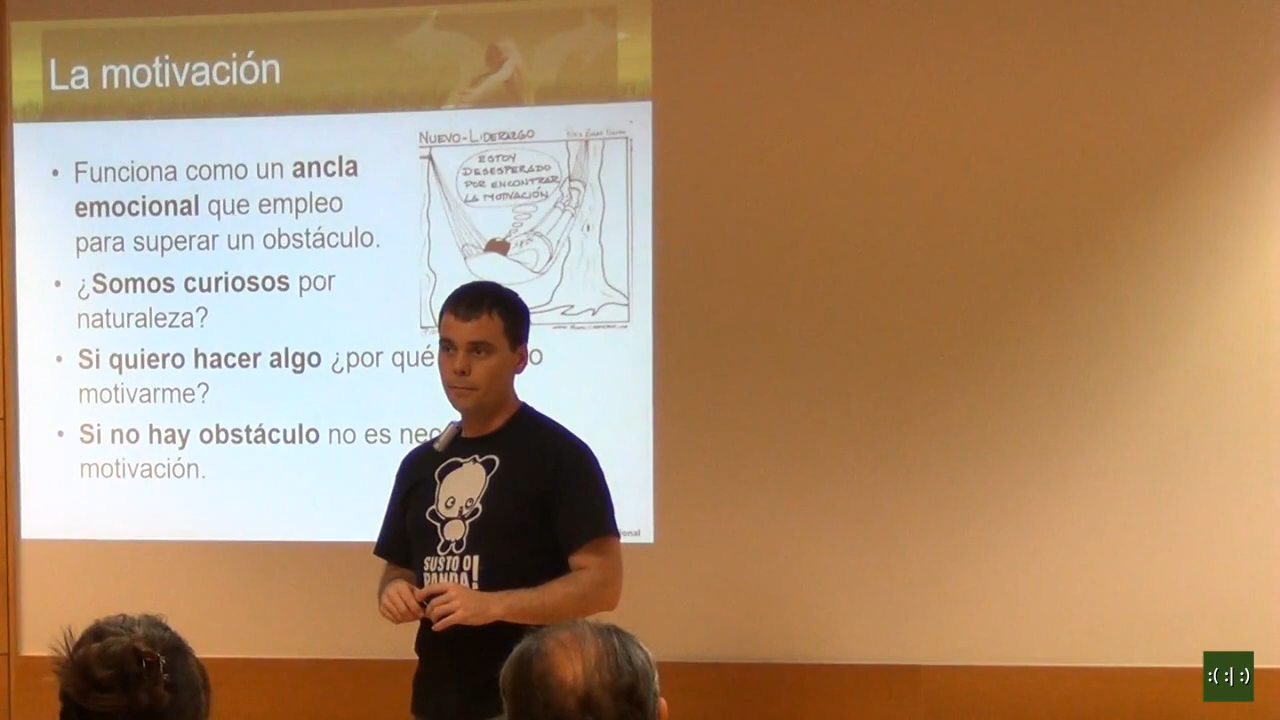 La motivación
• Funciona como un ancla
emocional que empleo
para superar un obstáculo.
• ¿Somos curiosos por
naturaleza?
• Si quiero hacer algo ¿por qué o
motivarme?
• Si no hay obstáculo no es nec
motivación.
NUEVO-LIDERAZGO
ESTOY
DESESPERADO
POR ENCONTRAR
LA MOTIVACIÓN
SUSTO O
PANDA!
ional
:( :| :)